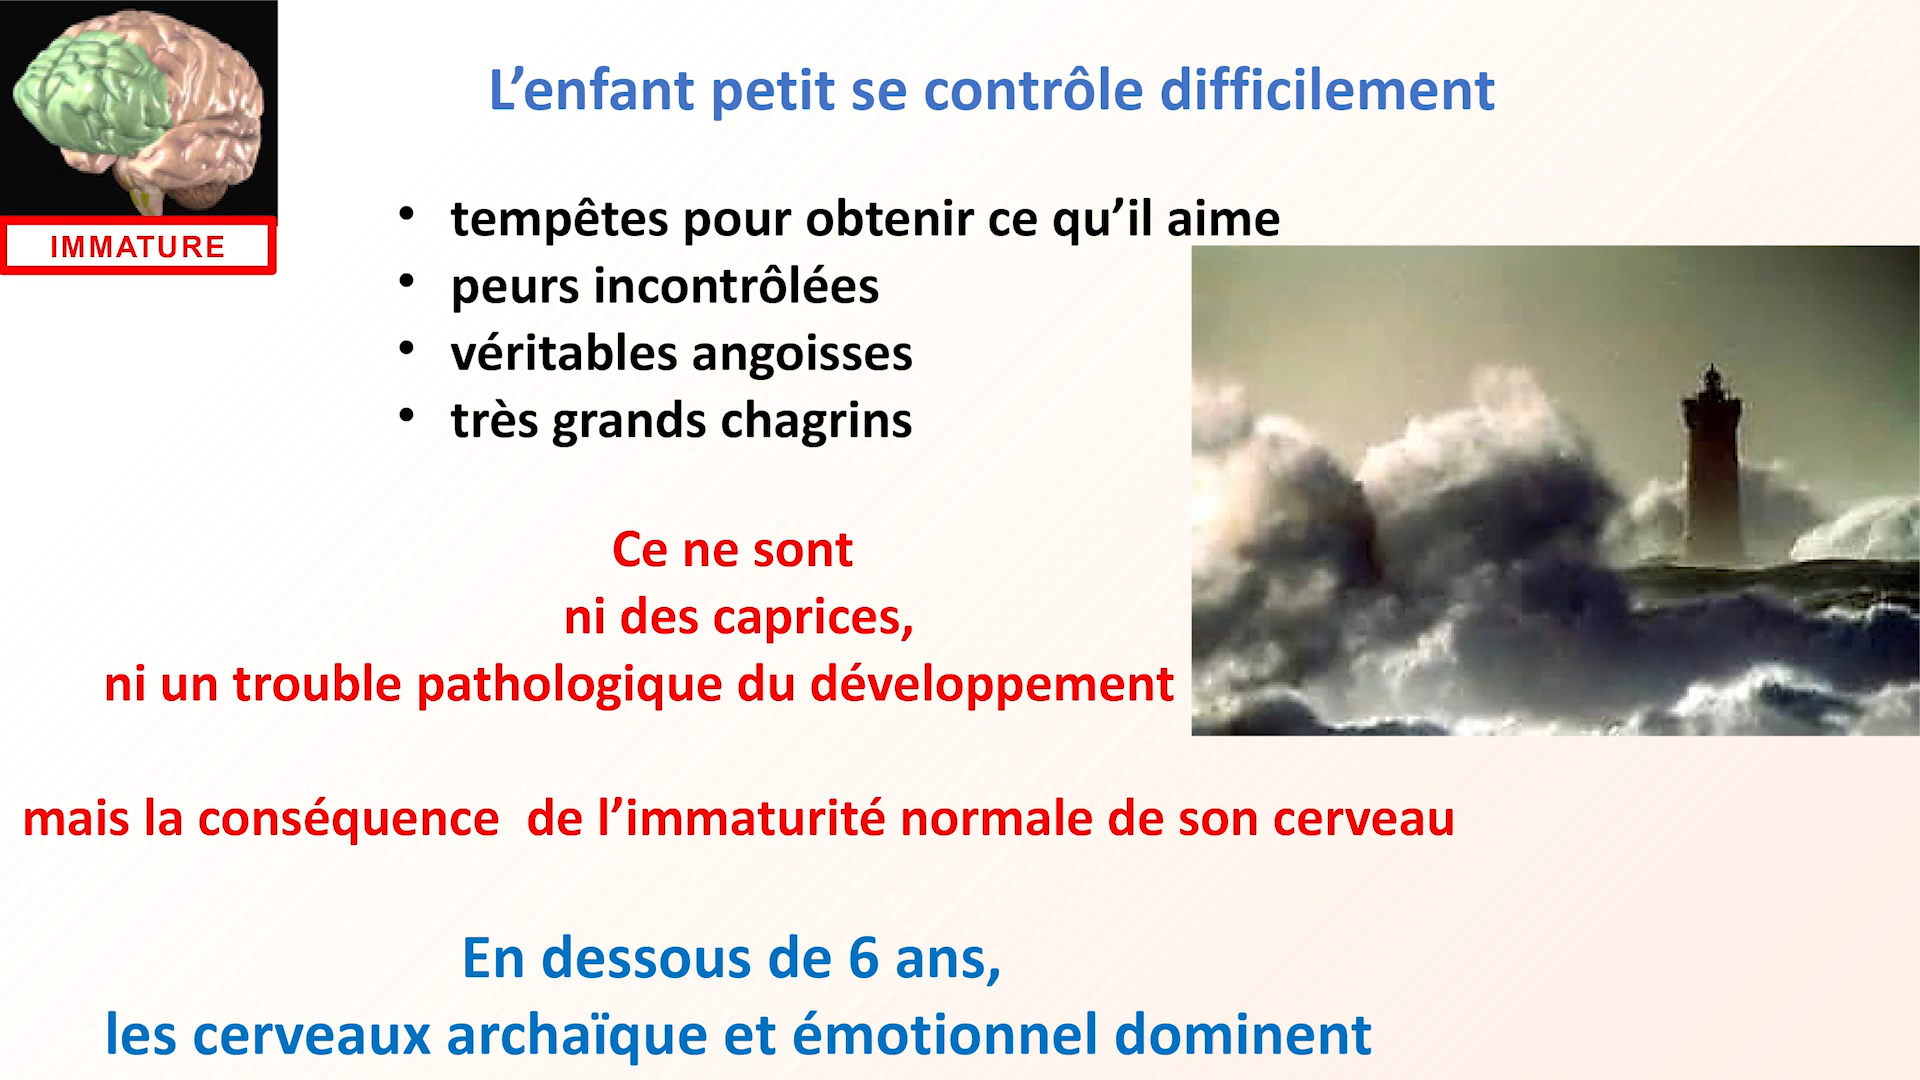 L’enfant petit se contrôle difficilement
IMMATURE
• tempêtes pour obtenir ce qu’il aime
• peurs incontrôlées
• véritables angoisses
• très grands chagrins
Ce ne sont
ni des caprices,
ni un trouble pathologique du développement
mais la conséquence  de l’immaturité normale de son cerveau
En dessous de 6 ans,
les cerveaux archaïque et émotionnel dominent